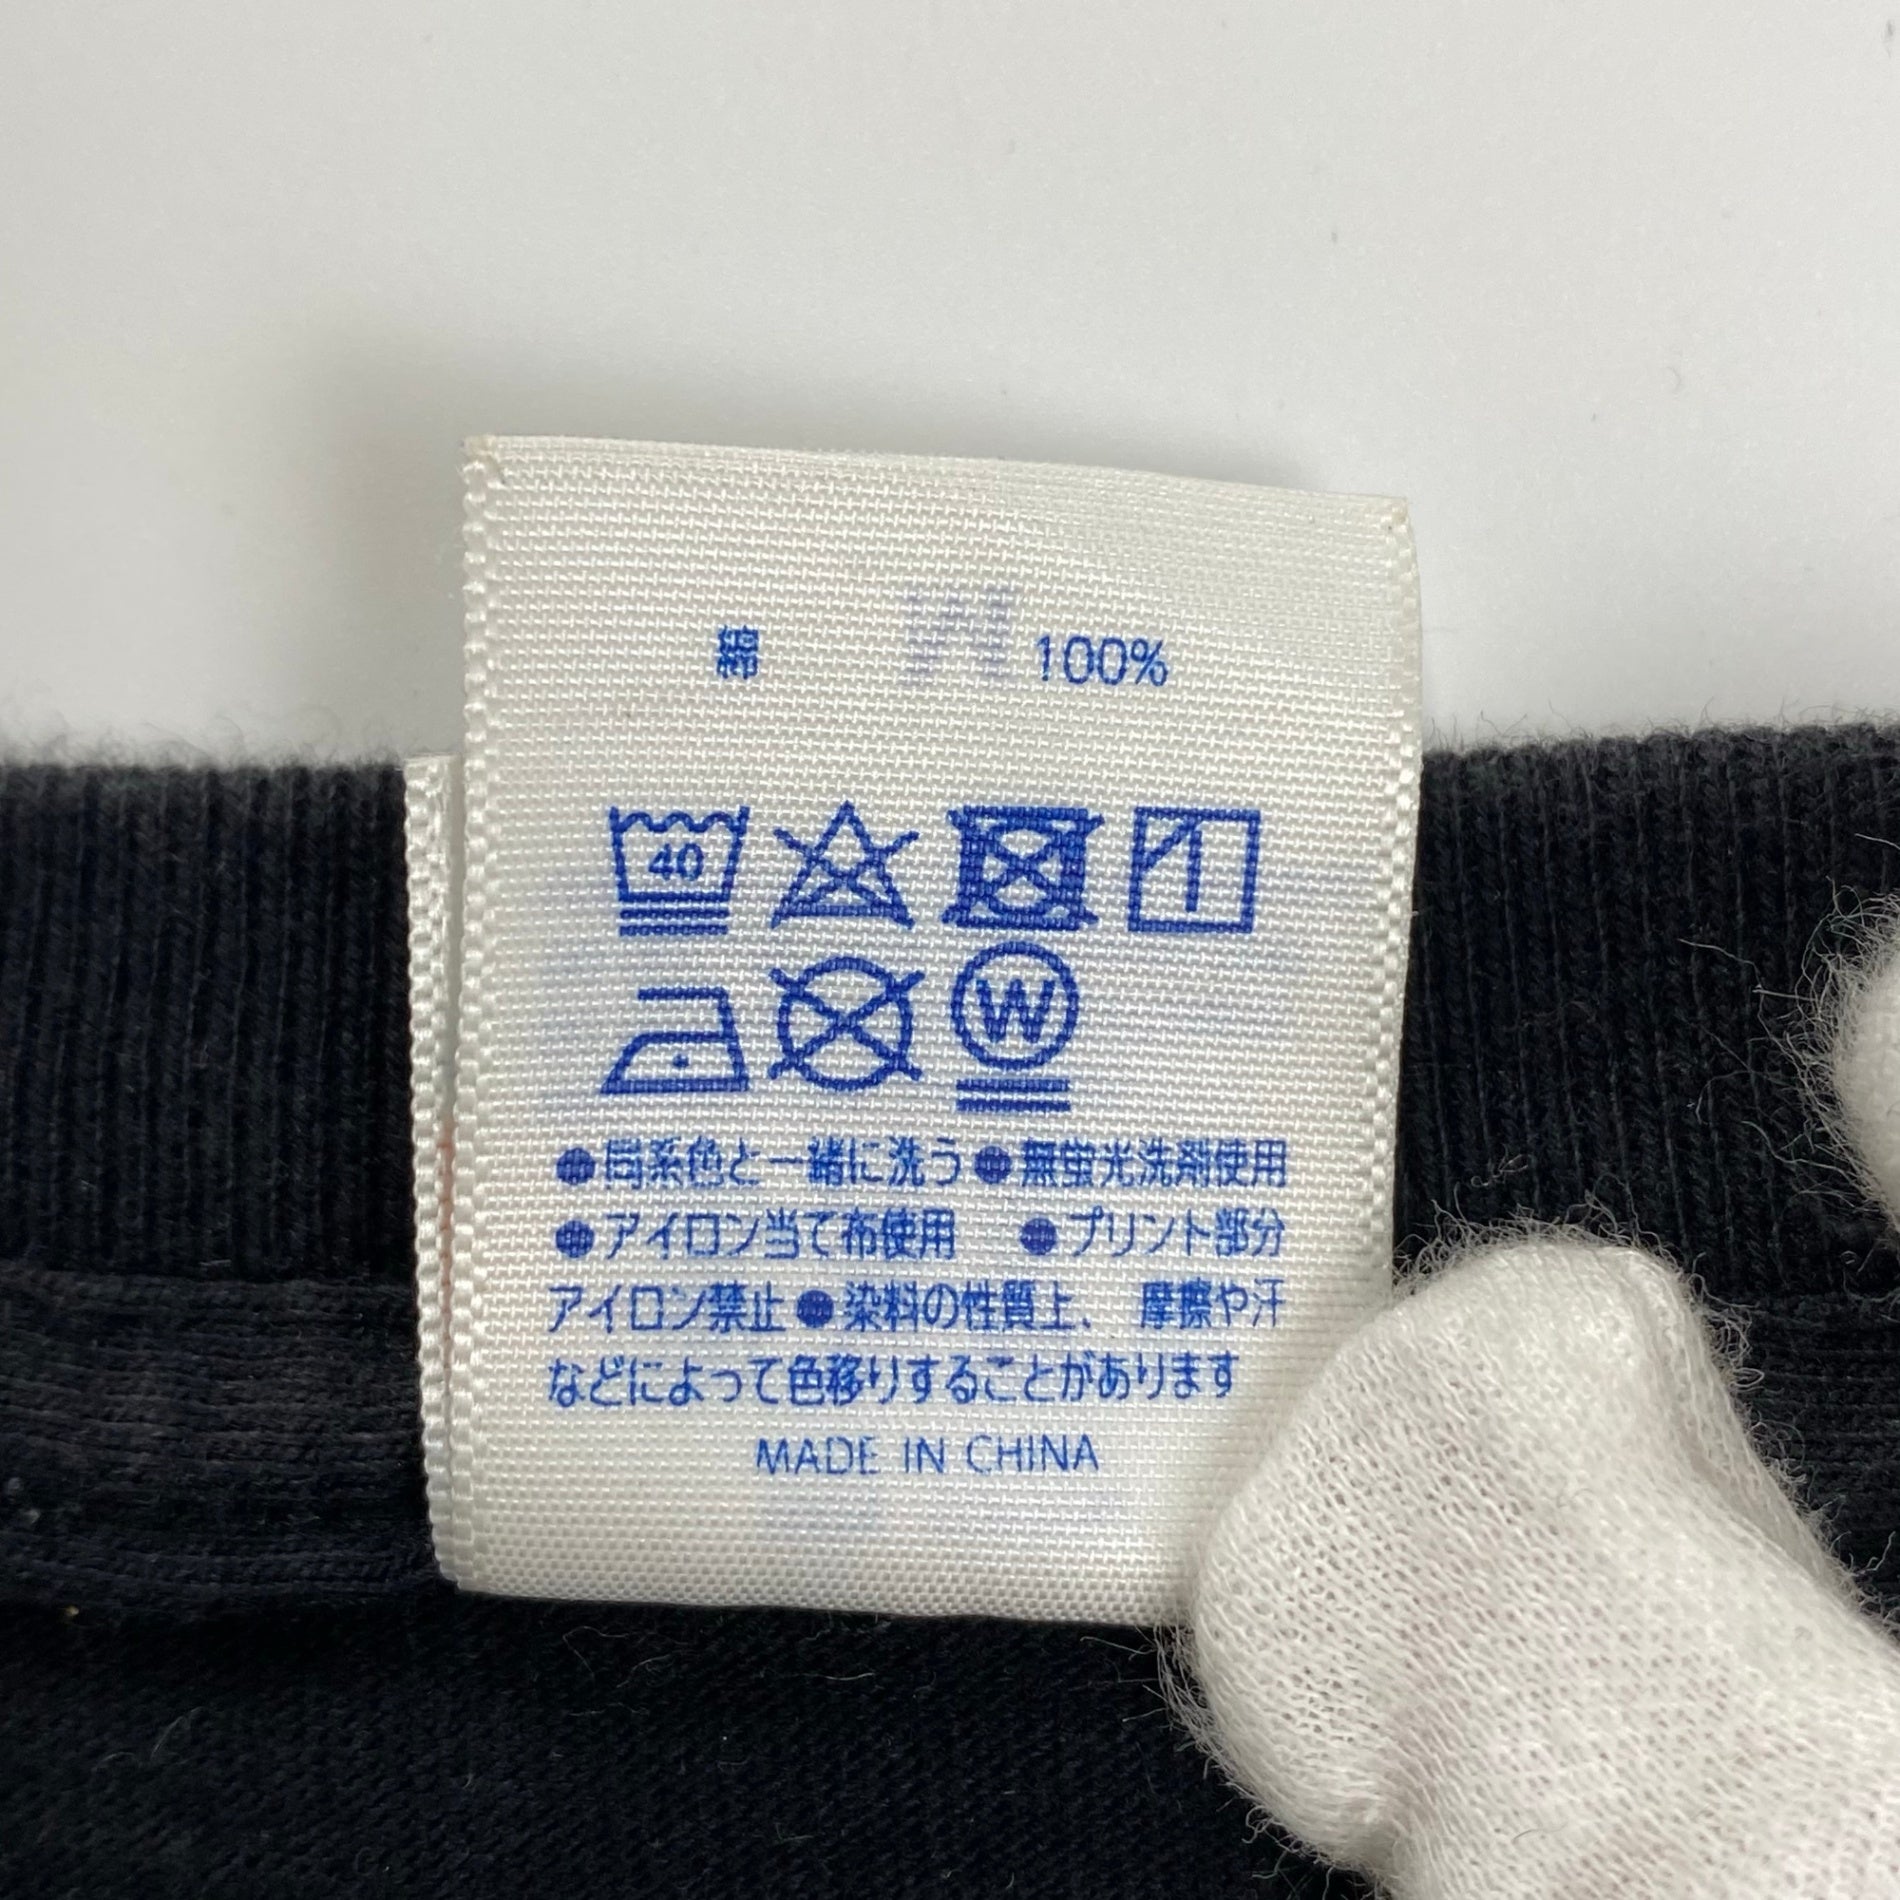 綿 100%
40
W
●同系色と一緒に洗う●無蛍光洗剤使用
●アイロン当て布使用 ●プリント部分
アイロン禁止●染料の性質上、摩擦や汗
などによって色移りすることがあります
MADE IN CHINA